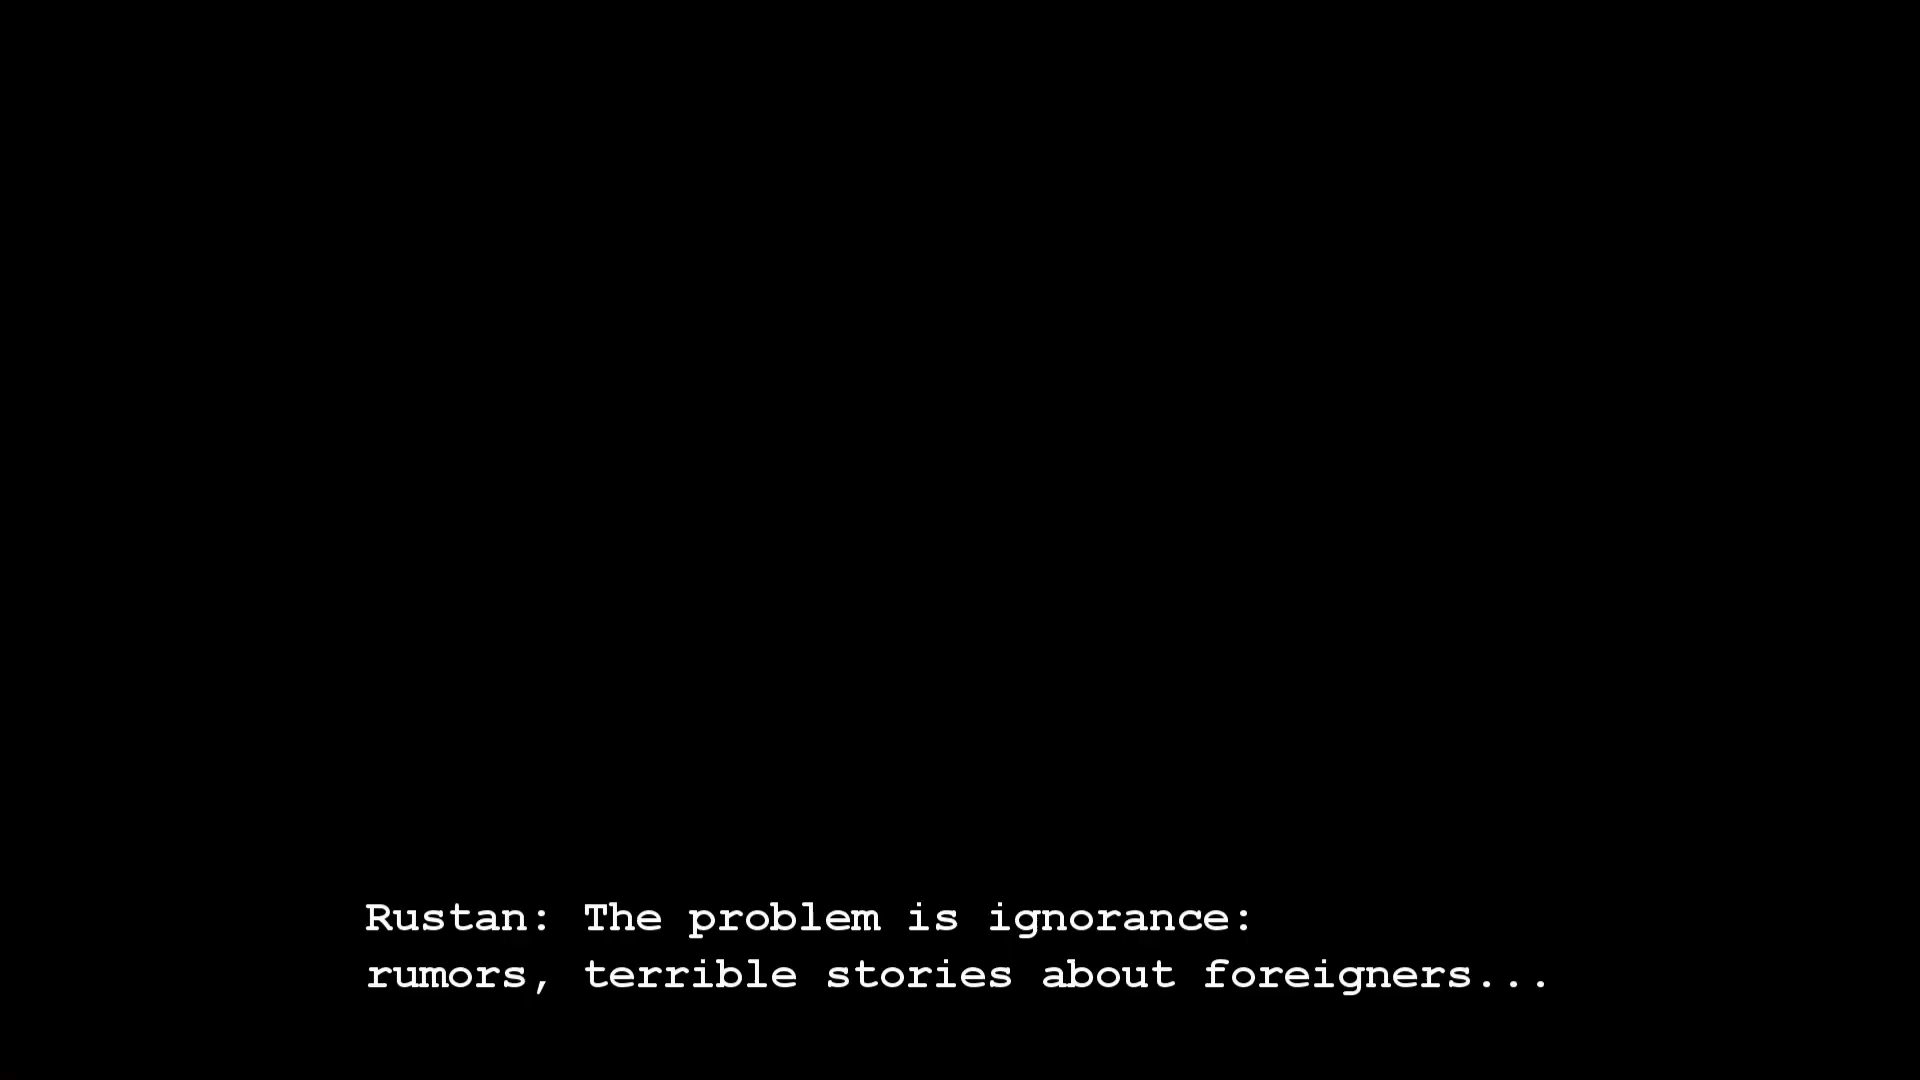 Rustan: The problem is ignorance:
rumors, terrible stories about foreigners...